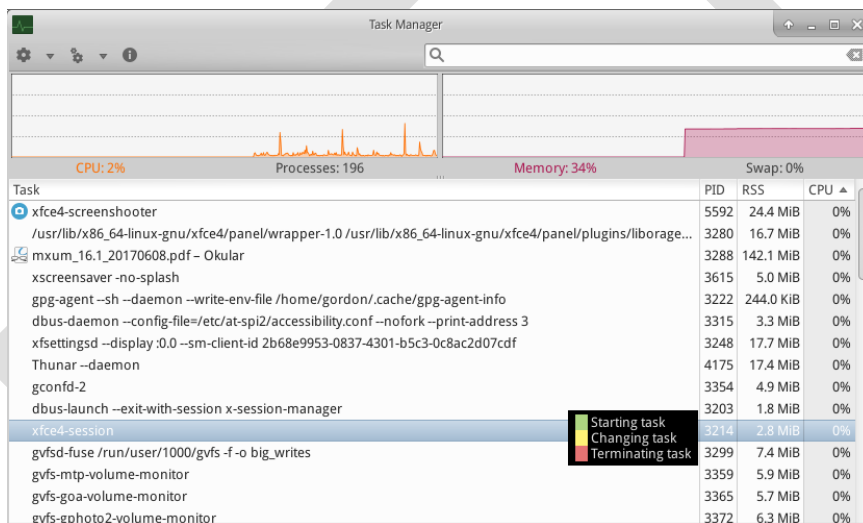 Task Manager
CPU: 2% Processes: 196 Memory: 34% Swap: 0%
Task PID RSS CPU
xfce4-screenshooter 5592 24.4 MiB 0%
/usr/lib/x86_64-linux-gnu/xfce4/panel/wrapper-1.0 /usr/lib/x86_64-linux-gnu/xfce4/panel/plugins/liborage... 3280 16.7 MiB 0%
mxum_16.1_20170608.pdf – Okular 3288 142.1 MiB 0%
xscreensaver -no-splash 3615 5.0 MiB 0%
gpg-agent --sh --daemon --write-env-file /home/gordon/.cache/gpg-agent-info 3222 244.0 KiB 0%
dbus-daemon --config-file=/etc/at-spi2/accessibility.conf --nofork --print-address 3 3315 3.3 MiB 0%
xfsettingsd --display :0.0 --sm-client-id 2b68e9953-0837-4301-b5c3-0c8ac2d07cdf 3248 17.7 MiB 0%
Thunar --daemon 4175 17.4 MiB 0%
gconfd-2 3354 4.9 MiB 0%
dbus-launch --exit-with-session x-session-manager 3203 1.8 MiB 0%
Starting task
xfce4-session 3214 2.8 MiB 0%
Changing task
Terminating task
gvfsd-fuse /run/user/1000/gvfs -f -o big_writes 3299 7.4 MiB 0%
gvfs-mtp-volume-monitor 3359 5.9 MiB 0%
gvfs-goa-volume-monitor 3365 5.7 MiB 0%
gvfs-gphoto2-volume-monitor 3372 6.3 MiB 0%